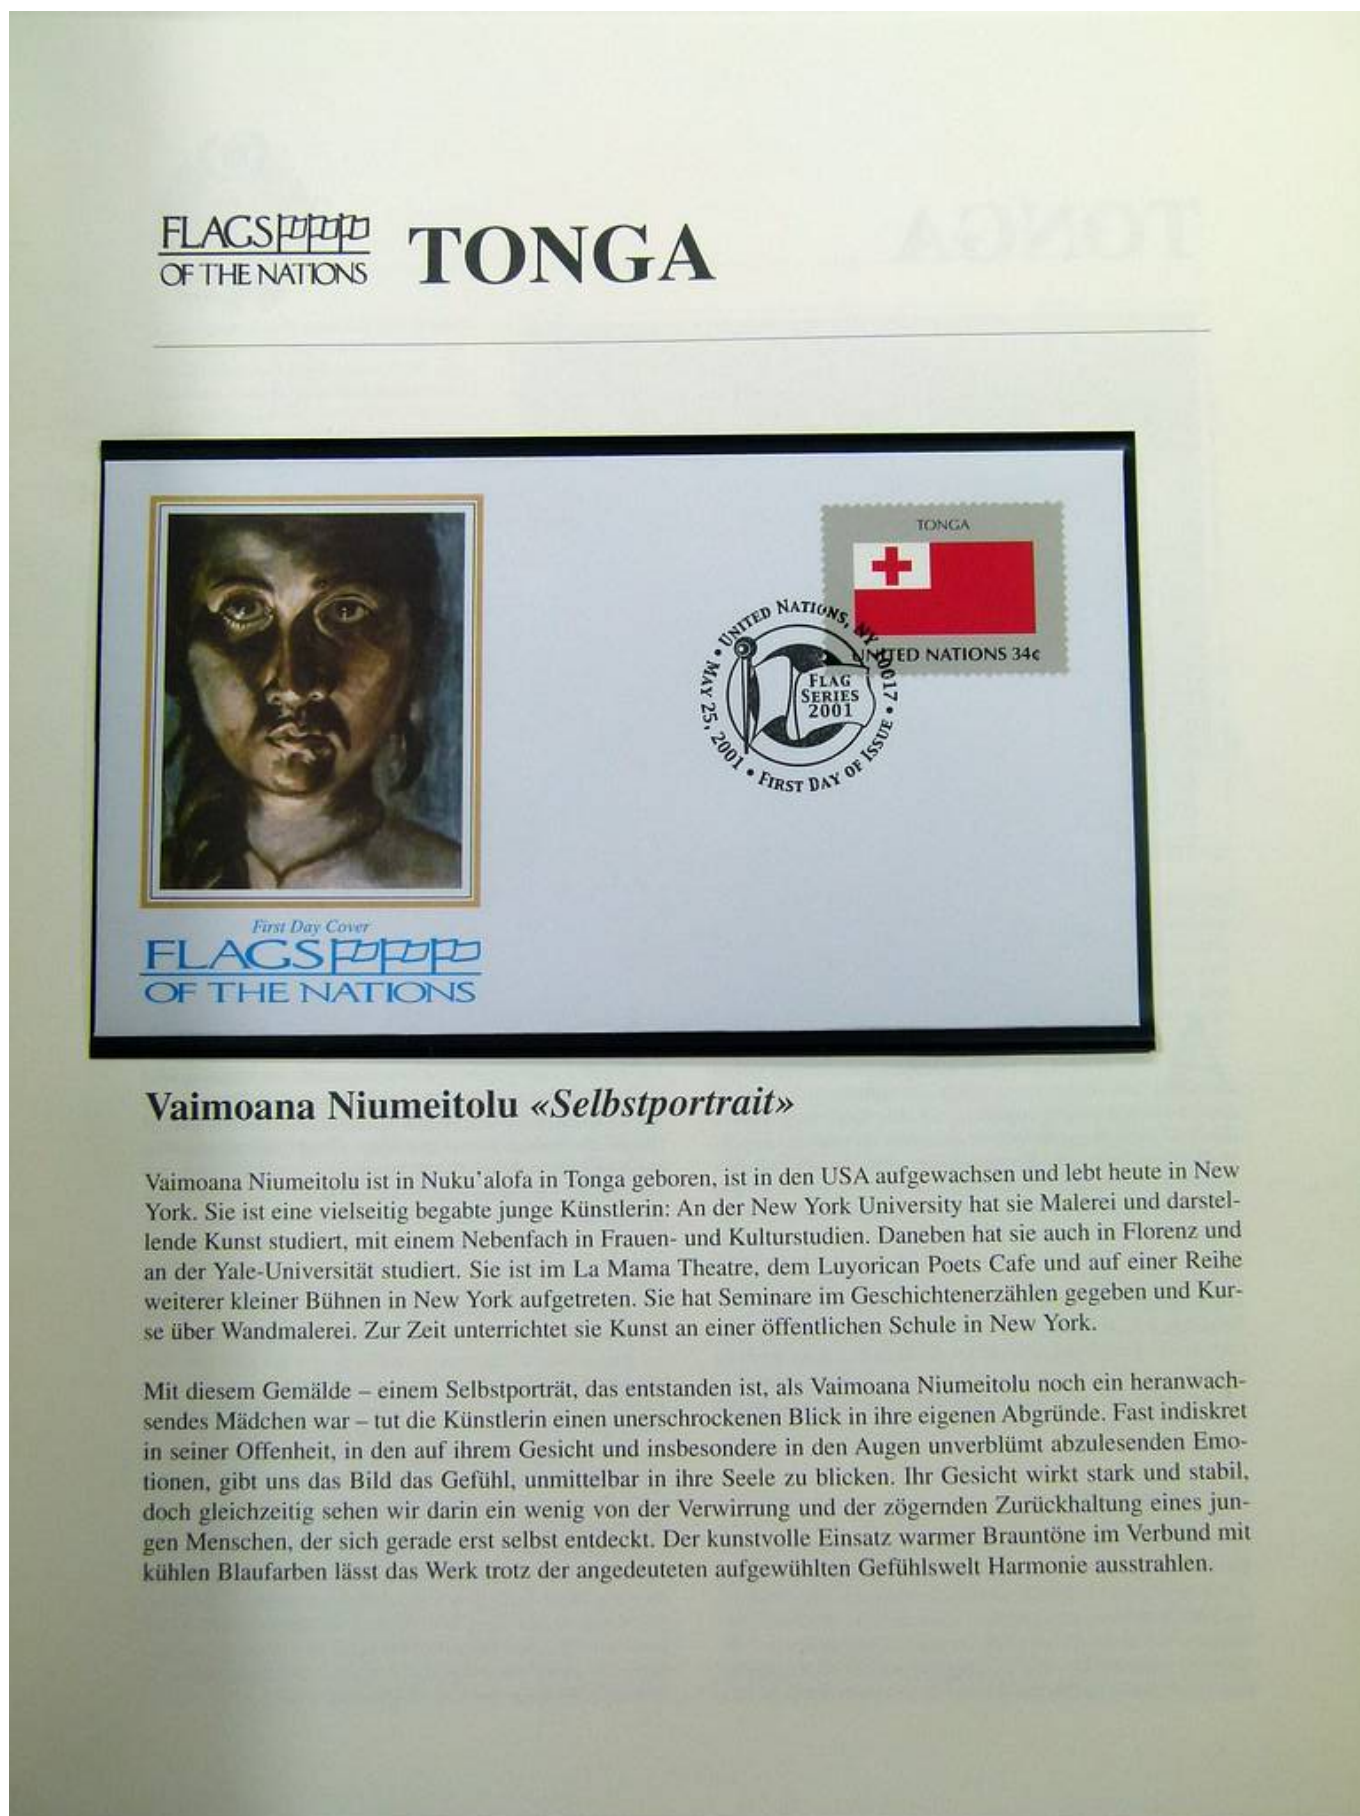 FLAGS
OF THE NATIONS
TONGA
TONGA
UNITED NATIONS 34¢
UNITED NATIONS, NY 10017 • FIRST DAY OF ISSUE • MAY 25, 2001 •
FLAG
SERIES
2001
First Day Cover
FLAGS
OF THE NATIONS
Vaimoana Niumeitolu «Selbstportrait»
Vaimoana Niumeitolu ist in Nuku'alofa in Tonga geboren, ist in den USA aufgewachsen und lebt heute in New
York. Sie ist eine vielseitig begabte junge Künstlerin: An der New York University hat sie Malerei und darstel-
lende Kunst studiert, mit einem Nebenfach in Frauen- und Kulturstudien. Daneben hat sie auch in Florenz und
an der Yale-Universität studiert. Sie ist im La Mama Theatre, dem Luyorican Poets Cafe und auf einer Reihe
weiterer kleiner Bühnen in New York aufgetreten. Sie hat Seminare im Geschichtenerzählen gegeben und Kur-
se über Wandmalerei. Zur Zeit unterrichtet sie Kunst an einer öffentlichen Schule in New York.
Mit diesem Gemälde – einem Selbstporträt, das entstanden ist, als Vaimoana Niumeitolu noch ein heranwach-
sendes Mädchen war – tut die Künstlerin einen unerschrockenen Blick in ihre eigenen Abgründe. Fast indiskret
in seiner Offenheit, in den auf ihrem Gesicht und insbesondere in den Augen unverblümt abzulesenden Emo-
tionen, gibt uns das Bild das Gefühl, unmittelbar in ihre Seele zu blicken. Ihr Gesicht wirkt stark und stabil,
doch gleichzeitig sehen wir darin ein wenig von der Verwirrung und der zögernden Zurückhaltung eines jun-
gen Menschen, der sich gerade erst selbst entdeckt. Der kunstvolle Einsatz warmer Brauntöne im Verbund mit
kühlen Blaufarben lässt das Werk trotz der angedeuteten aufgewühlten Gefühlswelt Harmonie ausstrahlen.